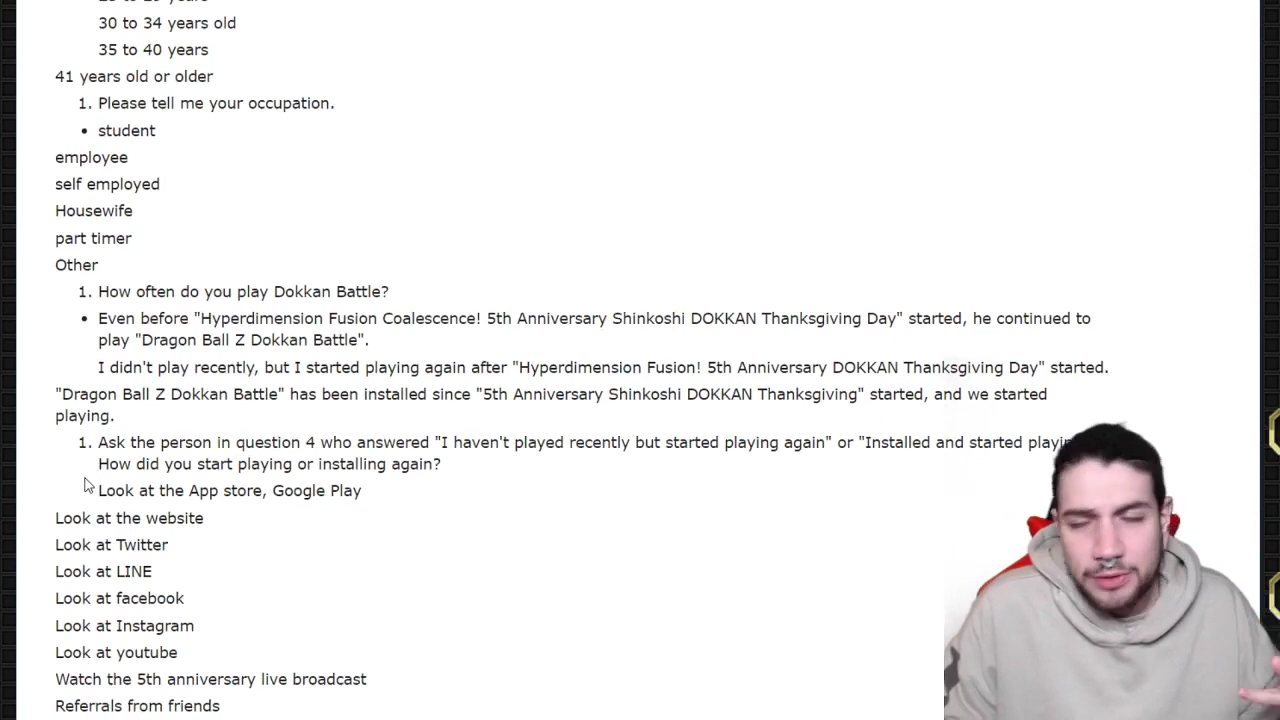 30 to 34 years old
35 to 40 years
41 years old or older
1. Please tell me your occupation.
• student
employee
self employed
Housewife
part timer
Other
1. How often do you play Dokkan Battle?
• Even before "Hyperdimension Fusion Coalescence! 5th Anniversary Shinkoshi DOKKAN Thanksgiving Day" started, he continued to
play "Dragon Ball Z Dokkan Battle".
I didn't play recently, but I started playing again after "Hyperdimension Fusion! 5th Anniversary DOKKAN Thanksgiving Day" started.
"Dragon Ball Z Dokkan Battle" has been installed since "5th Anniversary Shinkoshi DOKKAN Thanksgiving" started, and we started
playing.
1. Ask the person in question 4 who answered "I haven't played recently but started playing again" or "Installed and started
How did you start playing or installing again?
Look at the App store, Google Play
Look at the website
Look at Twitter
Look at LINE
Look at facebook
Look at Instagram
Look at youtube
Watch the 5th anniversary live broadcast
Referrals from friends